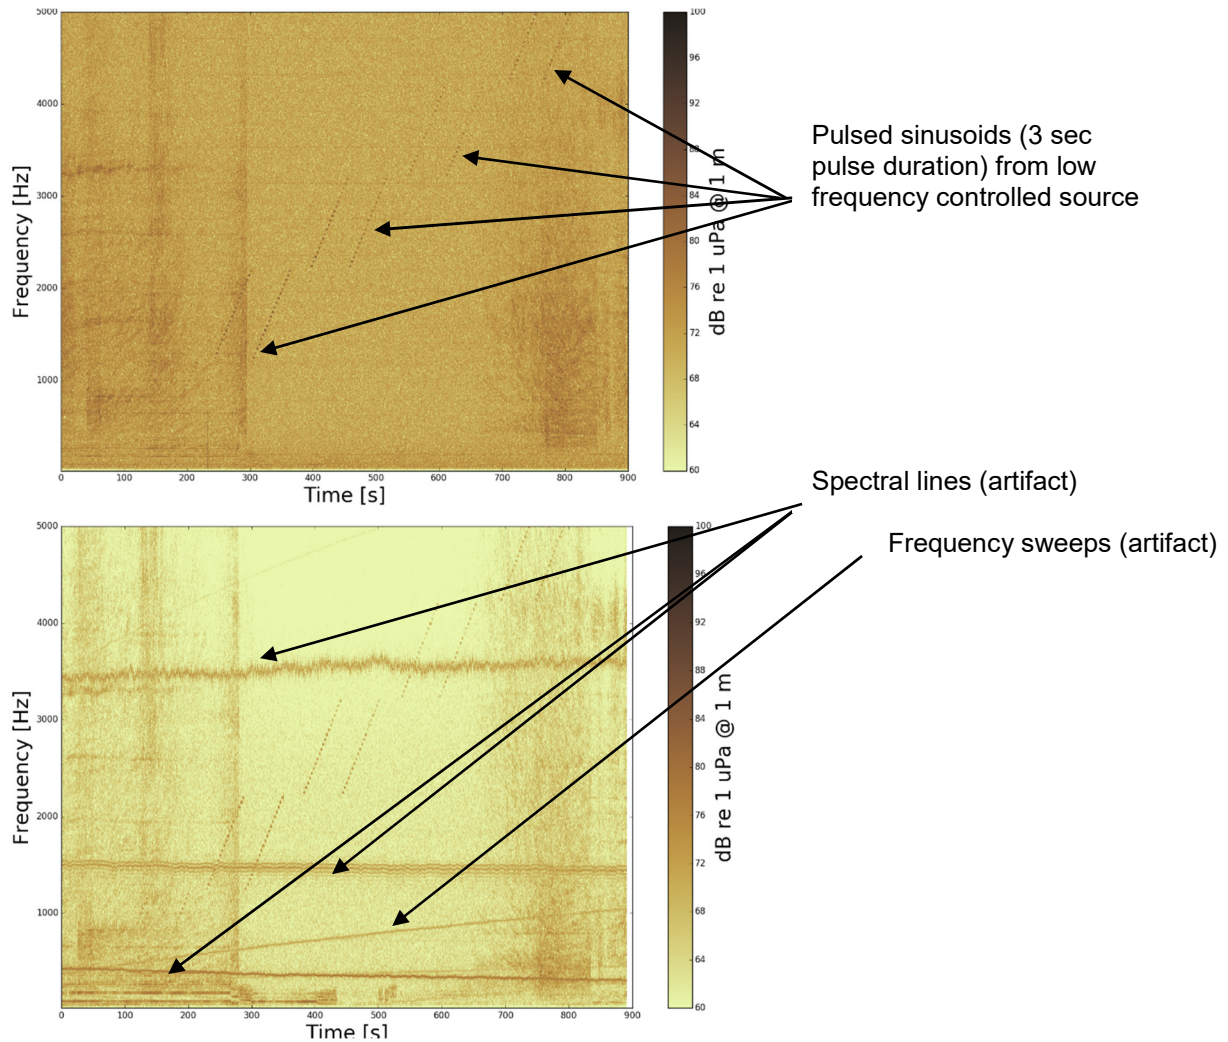 5000
4000
3000
2000
1000
Frequency [Hz]
0 100 200 300 400 500 600 700 800 900
Time [s]
100
96
92
88
84
80
76
72
68
64
60
dB re 1 uPa @ 1 m
Pulsed sinusoids (3 sec
pulse duration) from low
frequency controlled source
Spectral lines (artifact)
Frequency sweeps (artifact)
5000
4000
3000
2000
1000
Frequency [Hz]
0 100 200 300 400 500 600 700 800 900
Time [s]
100
96
92
88
84
80
76
72
68
64
60
dB re 1 uPa @ 1 m